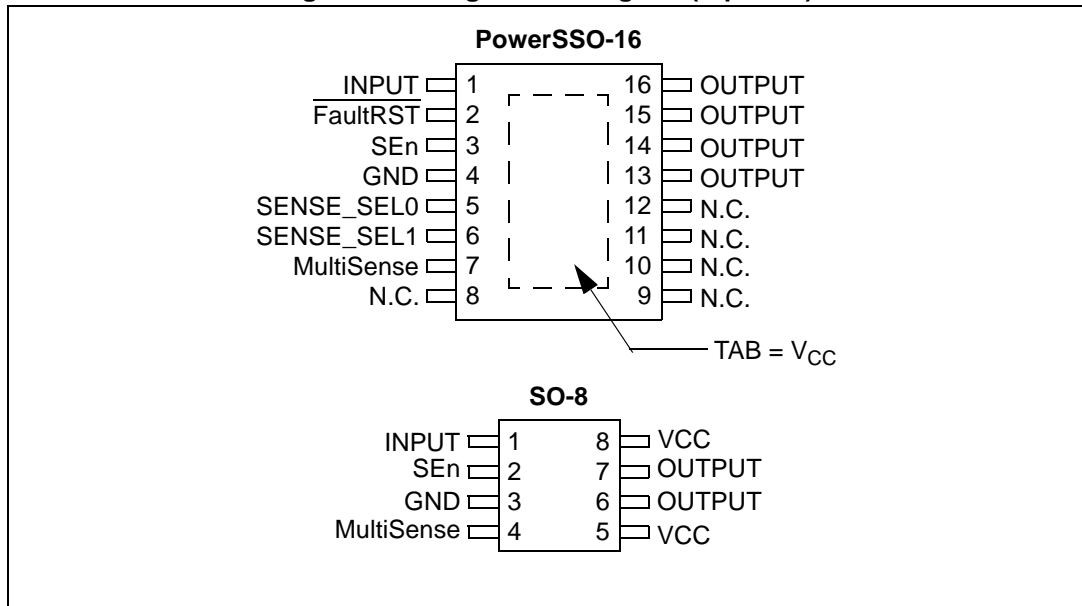 PowerSSO-16
INPUT 1 16 OUTPUT
FaultRST 2 15 OUTPUT
SEn 3 14 OUTPUT
GND 4 13 OUTPUT
SENSE_SEL0 5 12 N.C.
SENSE_SEL1 6 11 N.C.
MultiSense 7 10 N.C.
N.C. 8 9 N.C.
TAB = VCC
SO-8
INPUT 1 8 VCC
SEn 2 7 OUTPUT
GND 3 6 OUTPUT
MultiSense 4 5 VCC